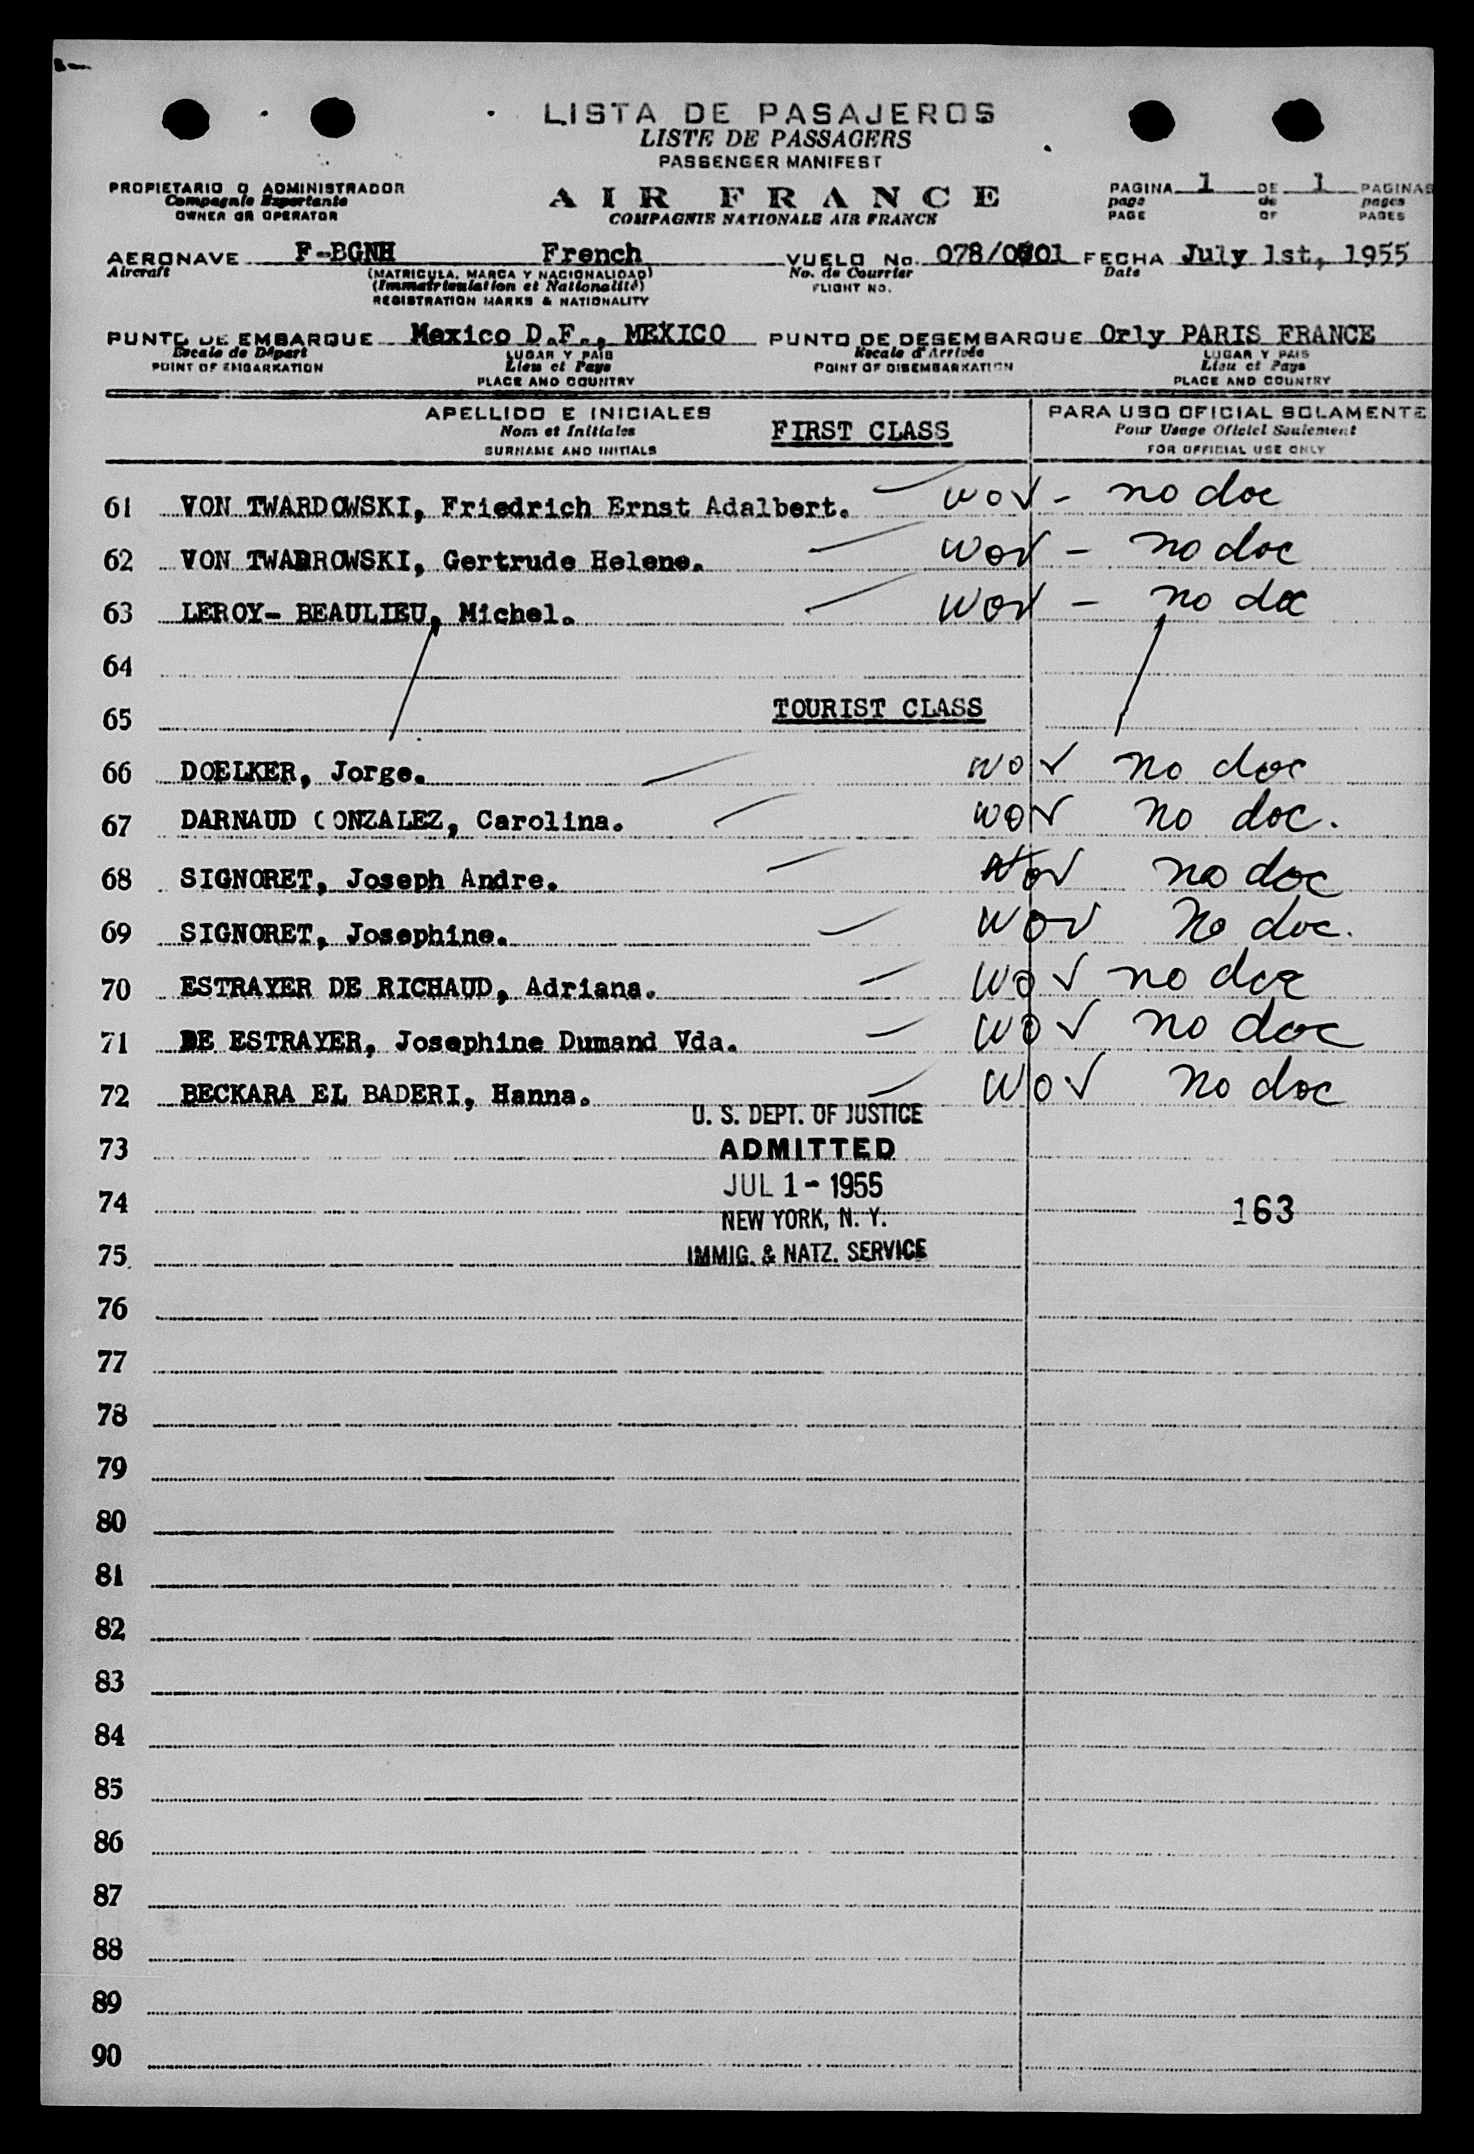 LISTA DE PASAJEROS
LISTE DE PASSAGERS
PASSENGER MANIFEST
PROPIETARIO O ADMINISTRADOR
Compagnie Exportante
OWNER OR OPERATOR
AIR FRANCE
COMPAGNIE NATIONALE AIR FRANCE
PAGINA 1 DE 1 PAGINAS
page de pages
PAGE OF PAGES
AERONAVE F-BGNH French VUELO No. 078/0601 FECHA July 1st, 1955
Aircraft (MATRICULA, MARCA Y NACIONALIDAD) No. de Courrier Date
(Immatriculation et Nationalité) FLIGHT NO.
REGISTRATION MARKS & NATIONALITY
PUNTO DE EMBARQUE Mexico D.F., MEXICO PUNTO DE DESEMBARQUE Orly PARIS FRANCE
Escale de Départ LUGAR Y PAIS Escale d'Arrivée LUGAR Y PAIS
POINT OF EMBARKATION Lieu et Pays POINT OF DISEMBARKATION Lieu et Pays
PLACE AND COUNTRY PLACE AND COUNTRY
APELLIDO E INICIALES FIRST CLASS PARA USO OFICIAL SOLAMENTE
Nom et Initiales Pour Usage Officiel Seulement
SURNAME AND INITIALS FOR OFFICIAL USE ONLY
61 VON TWARDOWSKI, Friedrich Ernst Adalbert. WOV - no doc
62 VON TWARROWSKI, Gertrude Helene. WOV - no doc
63 LEROY- BEAULIEU, Michel. WOV - no doc
64
65 TOURIST CLASS
66 DOELKER, Jorge. WO √ no doc
67 DARNAUD GONZALEZ, Carolina. WOV no doc.
68 SIGNORET, Joseph Andre. WOV no doc
69 SIGNORET, Josephine. WOV No doc.
70 ESTRAYER DE RICHAUD, Adriana. WO √ no doc
71 DE ESTRAYER, Josephine Dumand Vda. WO √ no doc
72 BECKARA EL BADERI, Hanna. WO √ no doc
U. S. DEPT. OF JUSTICE
73 ADMITTED
JUL 1 - 1955
74 163
NEW YORK, N. Y.
75 IMMIG. & NATZ. SERVICE
76
77
78
79
80
81
82
83
84
85
86
87
88
89
90